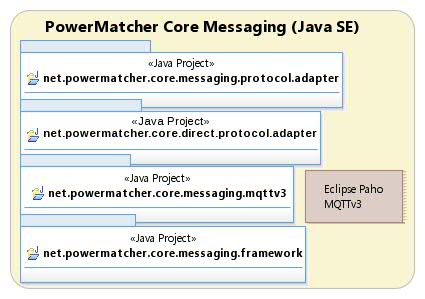 PowerMatcher Core Messaging (Java SE)
«Java Project»
net.powermatcher.core.messaging.protocol.adapter
«Java Project»
net.powermatcher.core.direct.protocol.adapter
«Java Project»
net.powermatcher.core.messaging.mqttv3
Eclipse Paho
MQTTv3
«Java Project»
net.powermatcher.core.messaging.framework